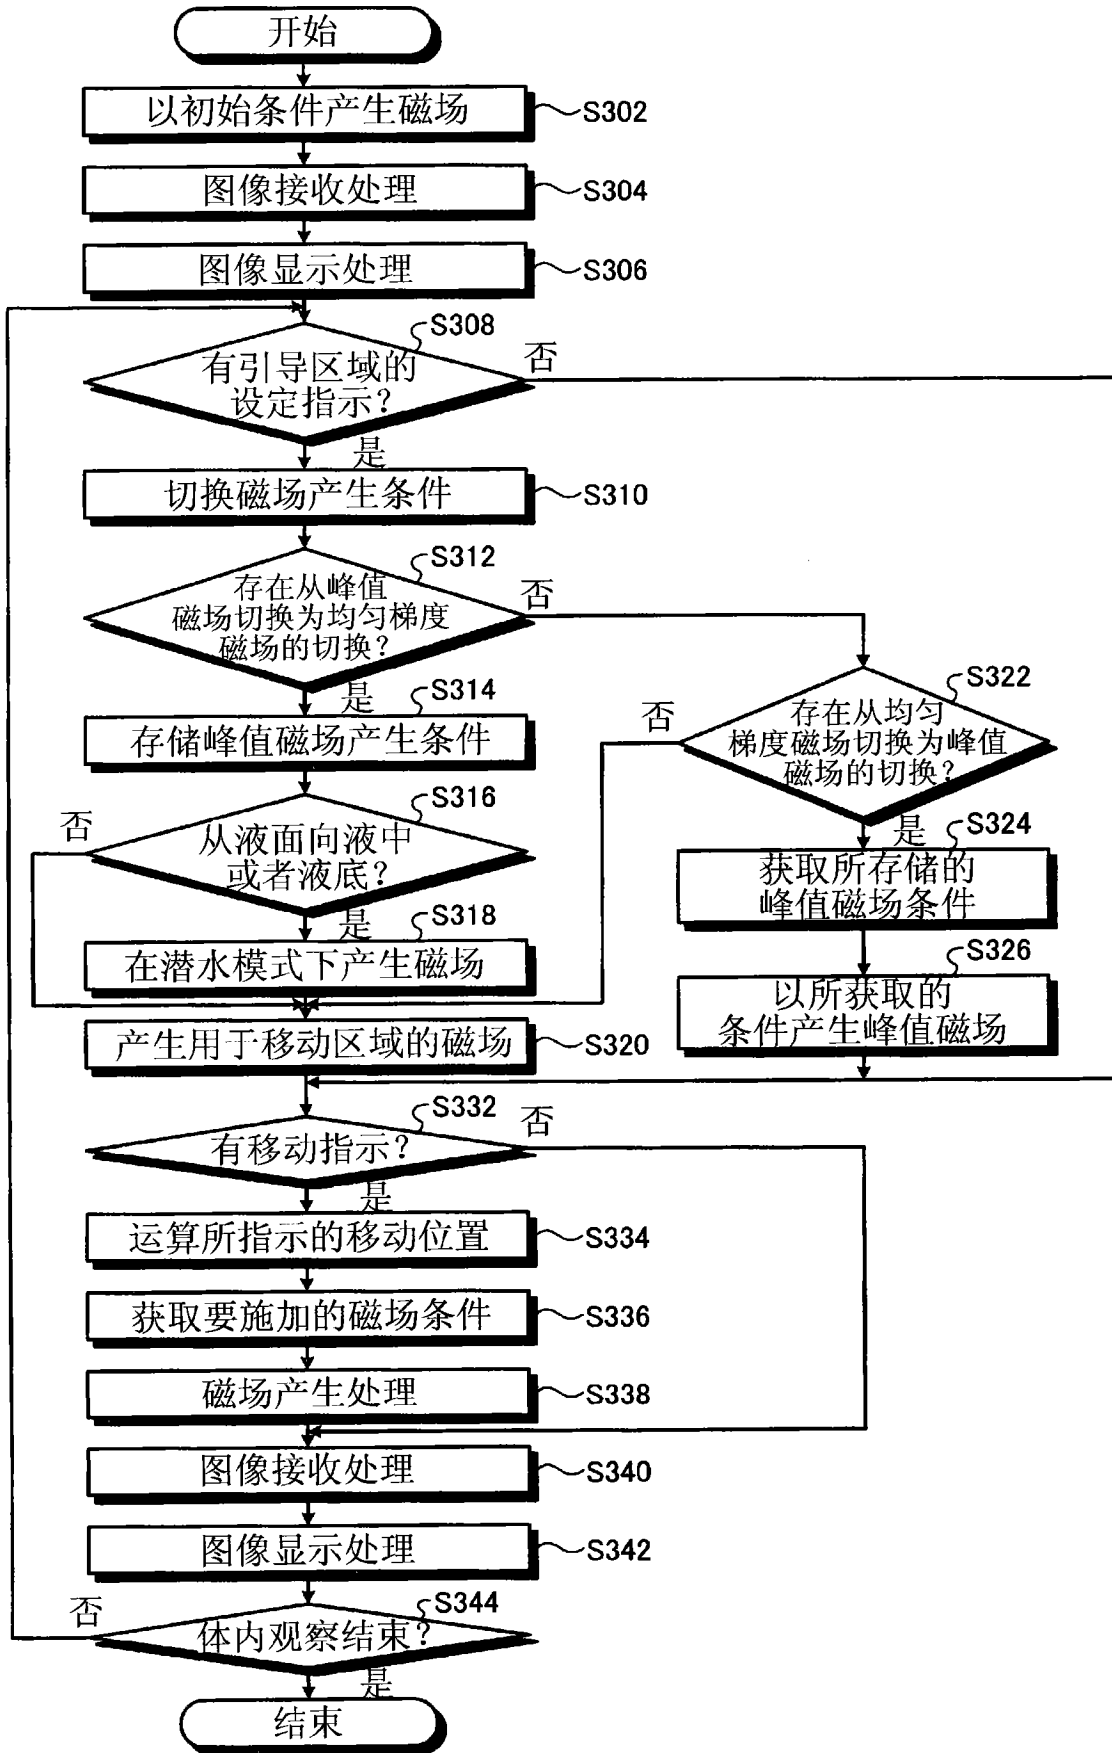 开始
以初始条件产生磁场
S302
图像接收处理
S304
图像显示处理
S306
S308
有引导区域的
设定指示?
否
是
切换磁场产生条件
S310
S312
存在从峰值
磁场切换为均匀梯度
磁场的切换?
否
是
S314
存储峰值磁场产生条件
S316
从液面向液中
或者液底?
否
是
S318
在潜水模式下产生磁场
产生用于移动区域的磁场
S320
S322
存在从均匀
梯度磁场切换为峰值
磁场的切换?
否
是
S324
获取所存储的
峰值磁场条件
S326
以所获取的
条件产生峰值磁场
S332
有移动指示?
否
是
运算所指示的移动位置
S334
获取要施加的磁场条件
S336
磁场产生处理
S338
图像接收处理
S340
图像显示处理
S342
S344
体内观察结束?
否
是
结束